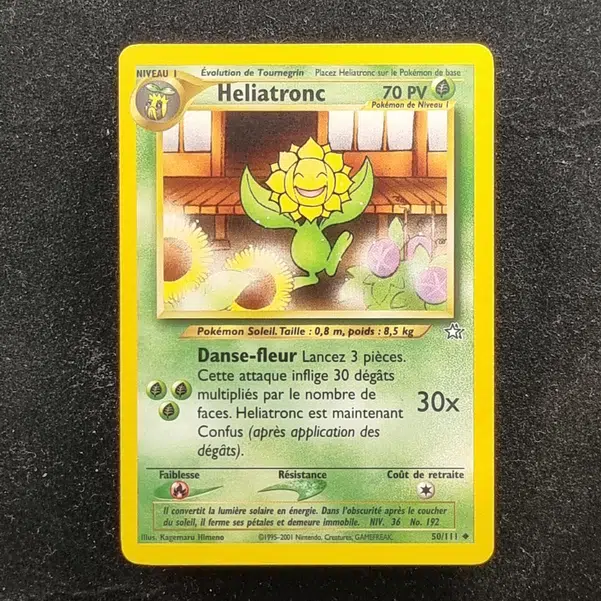 NIVEAU I Évolution de Tournegrin Placez Heliatronc sur le Pokémon de base
Heliatronc 70 PV
Pokémon de Niveau I
Pokémon Soleil. Taille : 0,8 m, poids : 8,5 kg
Danse-fleur Lancez 3 pièces.
Cette attaque inflige 30 dégâts
multipliés par le nombre de
faces. Heliatronc est maintenant
Confus (après application des
dégâts).
30x
Faiblesse Résistance Coût de retraite
Il convertit la lumière solaire en énergie. Dans l'obscurité après le coucher
du soleil, il ferme ses pétales et demeure immobile. NIV. 36 No. 192
Illus. Kagemaru Himeno ©1995-2001 Nintendo, Creatures, GAMEFREAK. 50/111